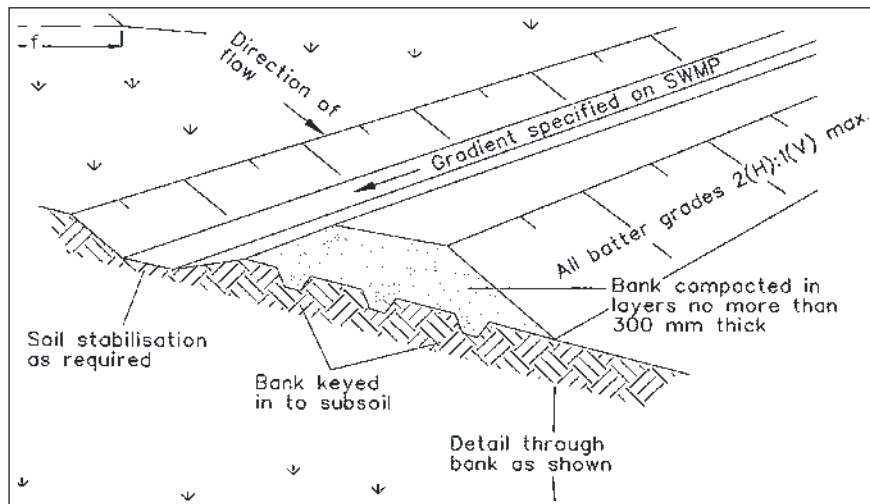 f
Direction of
flow
Gradient specified on SWMP
All batter grades 2(H):1(V) max.
Bank compacted in
layers no more than
300 mm thick
Soil stabilisation
as required
Bank keyed
in to subsoil
Detail through
bank as shown